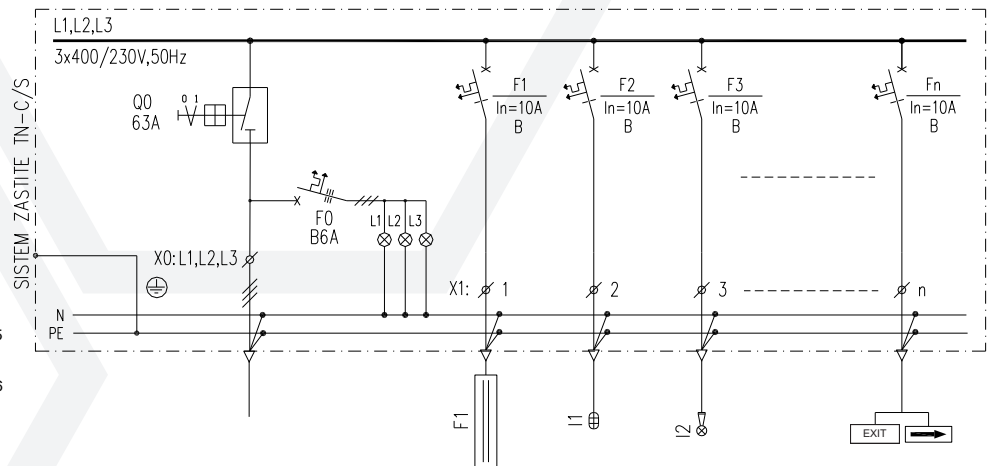 L1,L2,L3
3x400/230V,50Hz
SISTEM ZASTITE TN-C/S
Q0
63A
0 1
F0
B6A
L1 L2 L3
F1
In=10A
B
F2
In=10A
B
F3
In=10A
B
Fn
In=10A
B
X0:L1,L2,L3
X1: 1
2
3
n
N
PE
F1
I1
I2
EXIT